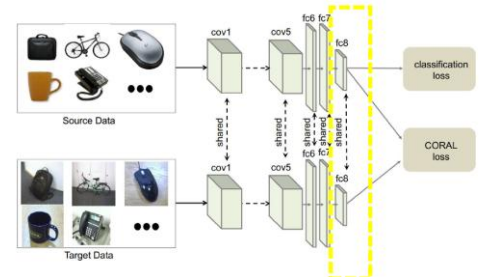 cov1
cov5
fc6
fc7
fc8
classification
loss
Source Data
shared
shared
shared
shared
shared
CORAL
loss
cov1
cov5
fc6
fc7
fc8
Target Data